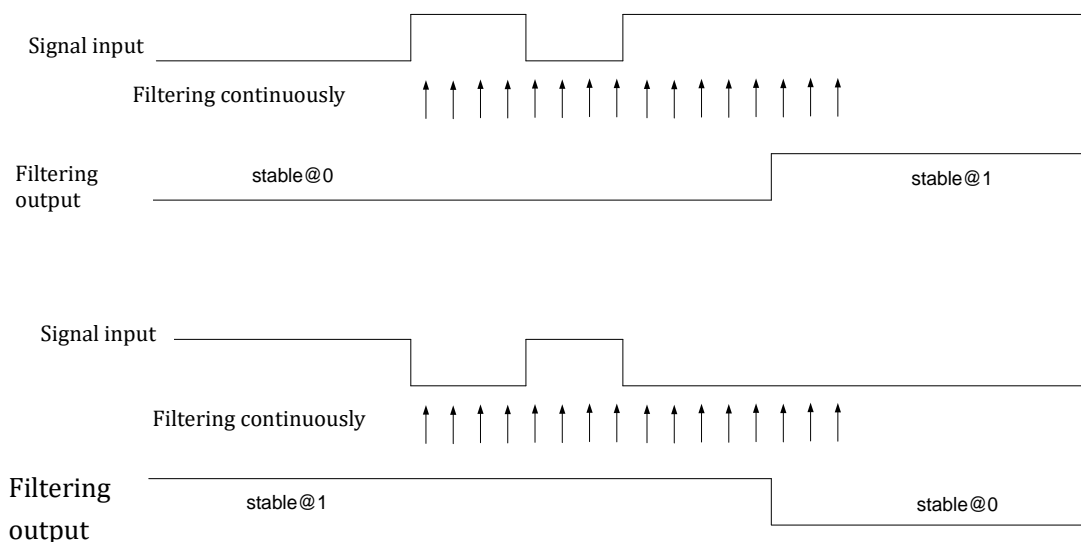 Signal input
Filtering continuously
Filtering
output
stable@0
stable@1
Signal input
Filtering continuously
Filtering
output
stable@1
stable@0